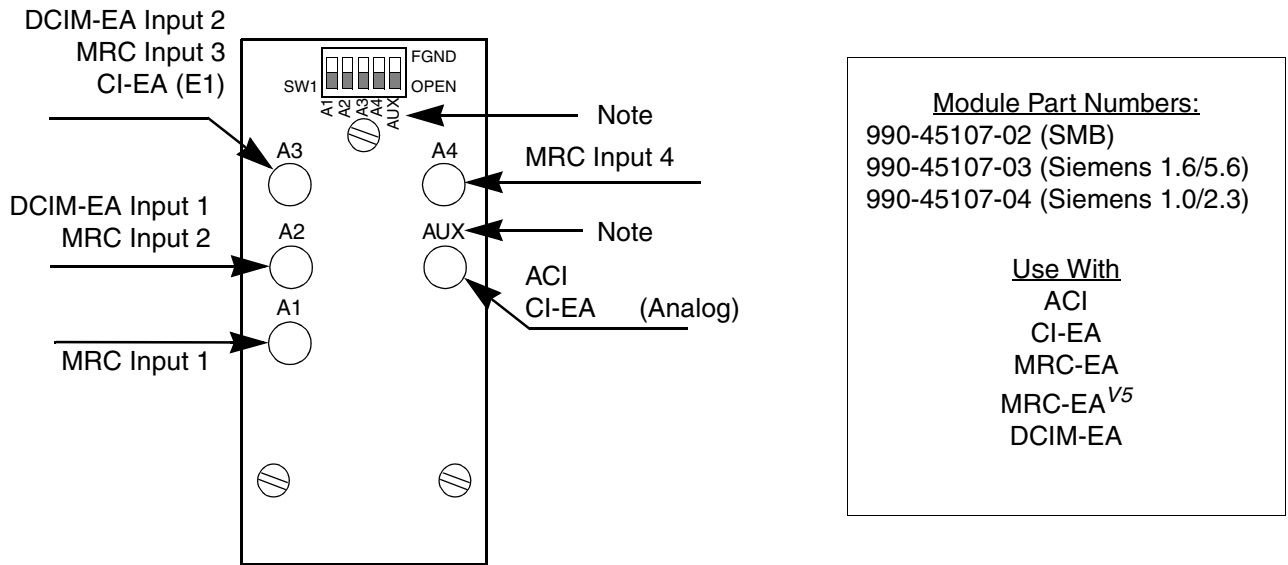 DCIM-EA Input 2
MRC Input 3
CI-EA (E1)
FGND
SW1
OPEN
A1
A2
A3
A4
AUX
Note
A3
A4
MRC Input 4
DCIM-EA Input 1
MRC Input 2
A2
AUX
Note
ACI
CI-EA (Analog)
A1
MRC Input 1
Module Part Numbers:
990-45107-02 (SMB)
990-45107-03 (Siemens 1.6/5.6)
990-45107-04 (Siemens 1.0/2.3)
Use With
ACI
CI-EA
MRC-EA
MRC-EAV5
DCIM-EA